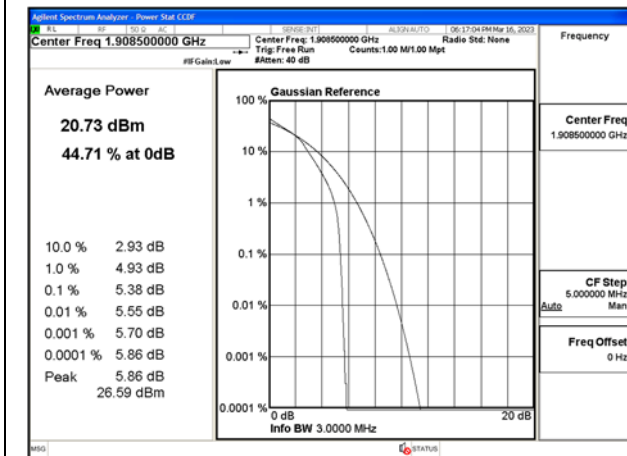 Agilent Spectrum Analyzer - Power Stat CCDF
RL RF 50 Ω AC SENSE:INT ALIGN AUTO 06:17:04 PM Mar 16, 2023
Center Freq 1.908500000 GHz
Center Freq: 1.908500000 GHz Radio Std: None
Trig: Free Run Counts:1.00 M/1.00 Mpt
#IFGain:Low #Atten: 40 dB
Frequency
Average Power
20.73 dBm
44.71 % at 0dB
10.0 % 2.93 dB
1.0 % 4.93 dB
0.1 % 5.38 dB
0.01 % 5.55 dB
0.001 % 5.70 dB
0.0001 % 5.86 dB
Peak 5.86 dB
26.59 dBm
Gaussian Reference
100 %
10 %
1 %
0.1 %
0.01 %
0.001 %
0.0001 %
0 dB 20 dB
Info BW 3.0000 MHz
Center Freq
1.908500000 GHz
CF Step
5.000000 MHz
Auto Man
Freq Offset
0 Hz
MSG STATUS